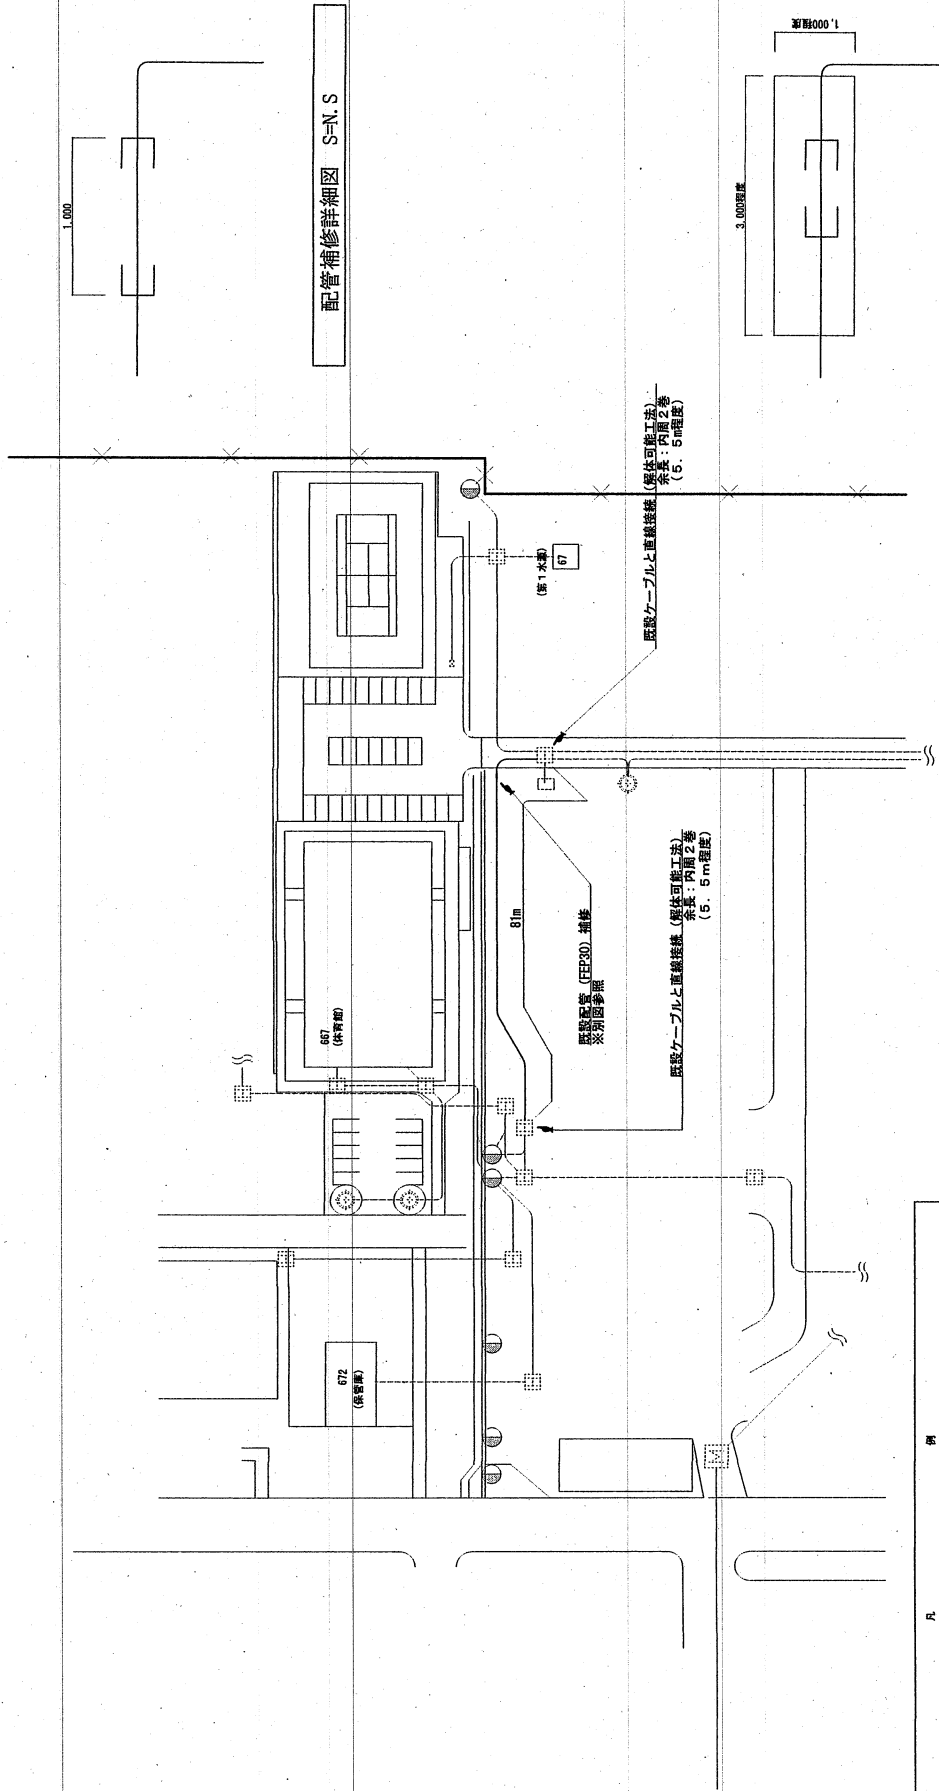 1,000
配管補修詳細図 S=N.S
3,000程度
1,000程度
(第1水源)
67
既設ケーブルと直線接続(解体可能工法)
余長:内周2巻
(5.5m程度)
667
(体育館)
81m
既設配管(FEP30)補修
※別図参照
既設ケーブルと直線接続(解体可能工法)
余長:内周2巻
(5.5m程度)
672
(保管庫)
M
凡 例